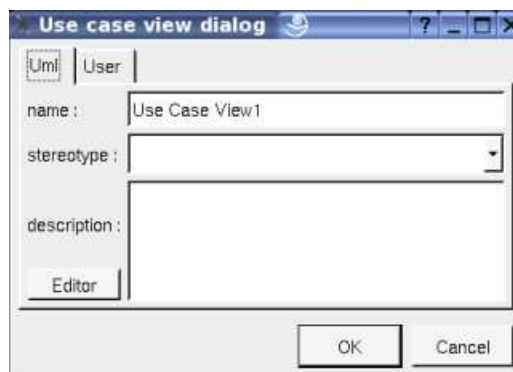 Use case view dialog ?
Uml User
name : Use Case View1
stereotype :
description :
Editor
OK Cancel